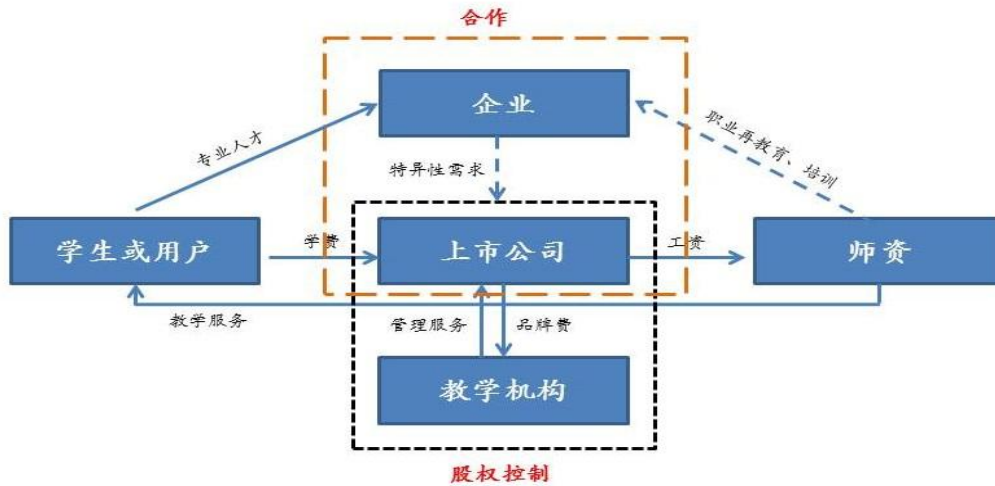 合作
企业
专业人才
职业再教育、培训
特异性需求
学生或用户
学费
上市公司
工资
师资
教学服务
管理服务
品牌费
教学机构
股权控制